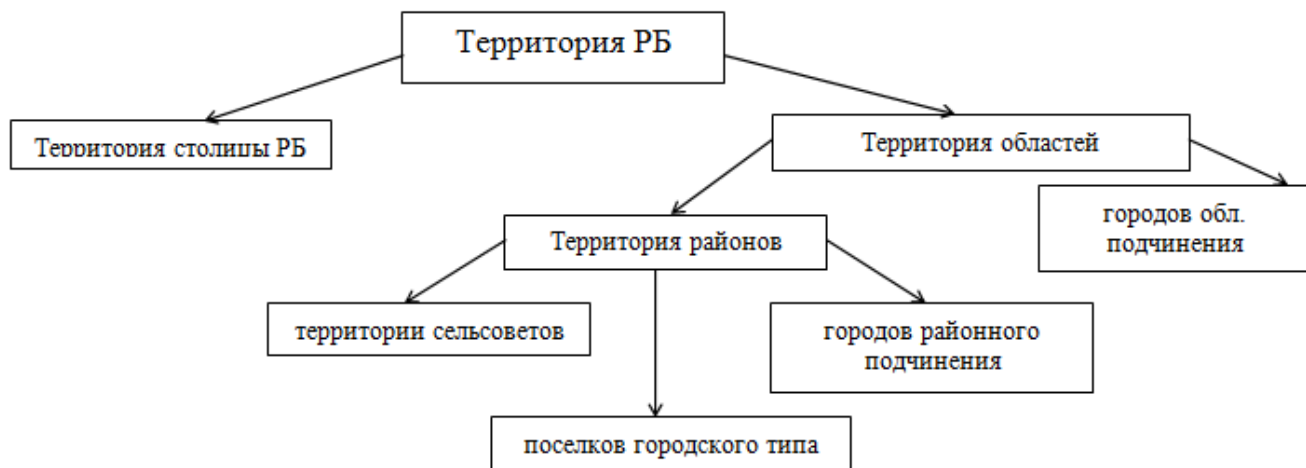 Территория РБ
Территория столицы РБ
Территория областей
городов обл.
подчинения
Территория районов
территории сельсоветов
городов районного
подчинения
поселков городского типа